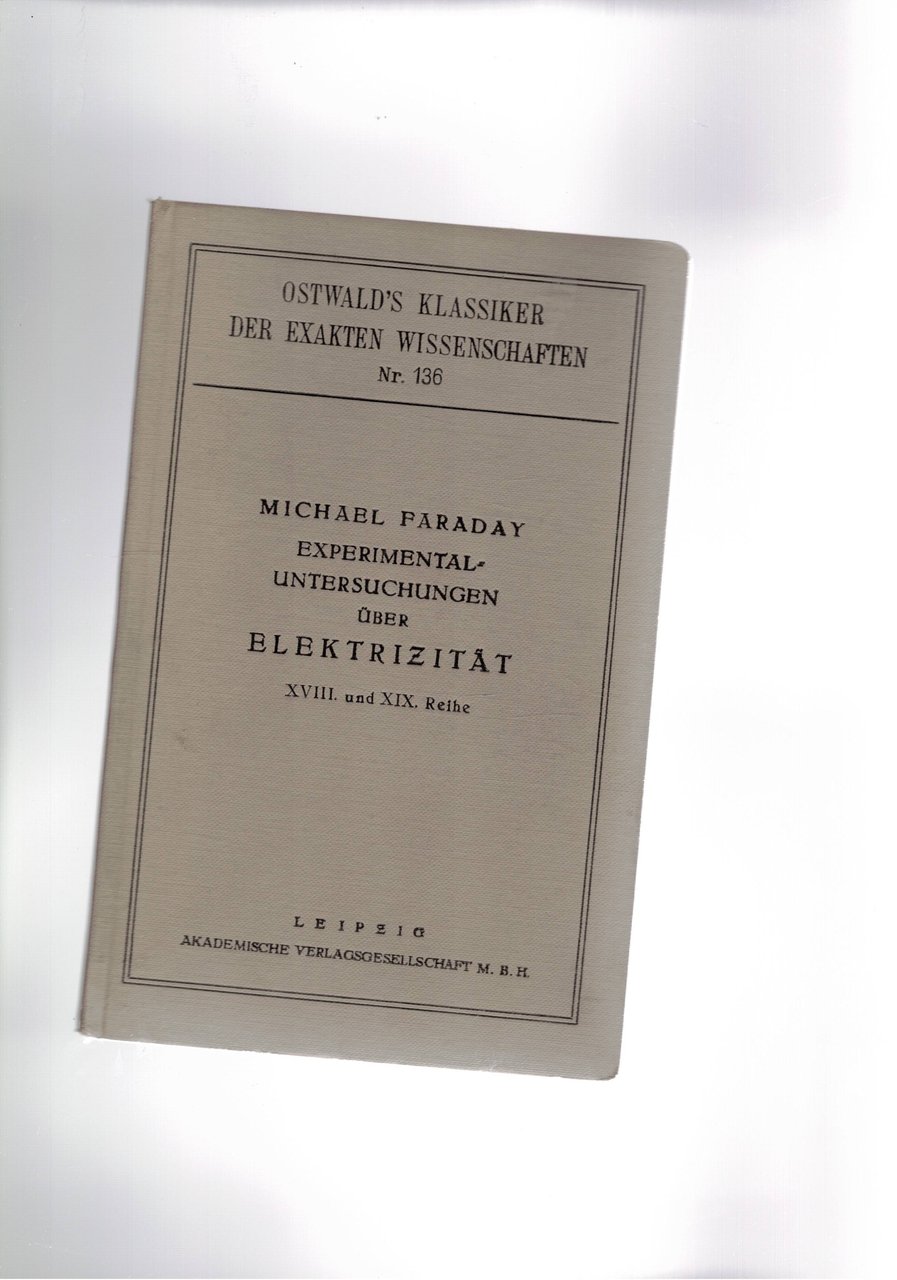 OSTWALD'S KLASSIKER
DER EXAKTEN WISSENSCHAFTEN
Nr. 136
MICHAEL FARADAY
EXPERIMENTAL-
UNTERSUCHUNGEN
ÜBER
ELEKTRIZITÄT
XVIII. und XIX. Reihe
LEIPZIG
AKADEMISCHE VERLAGSGESELLSCHAFT M. B. H.